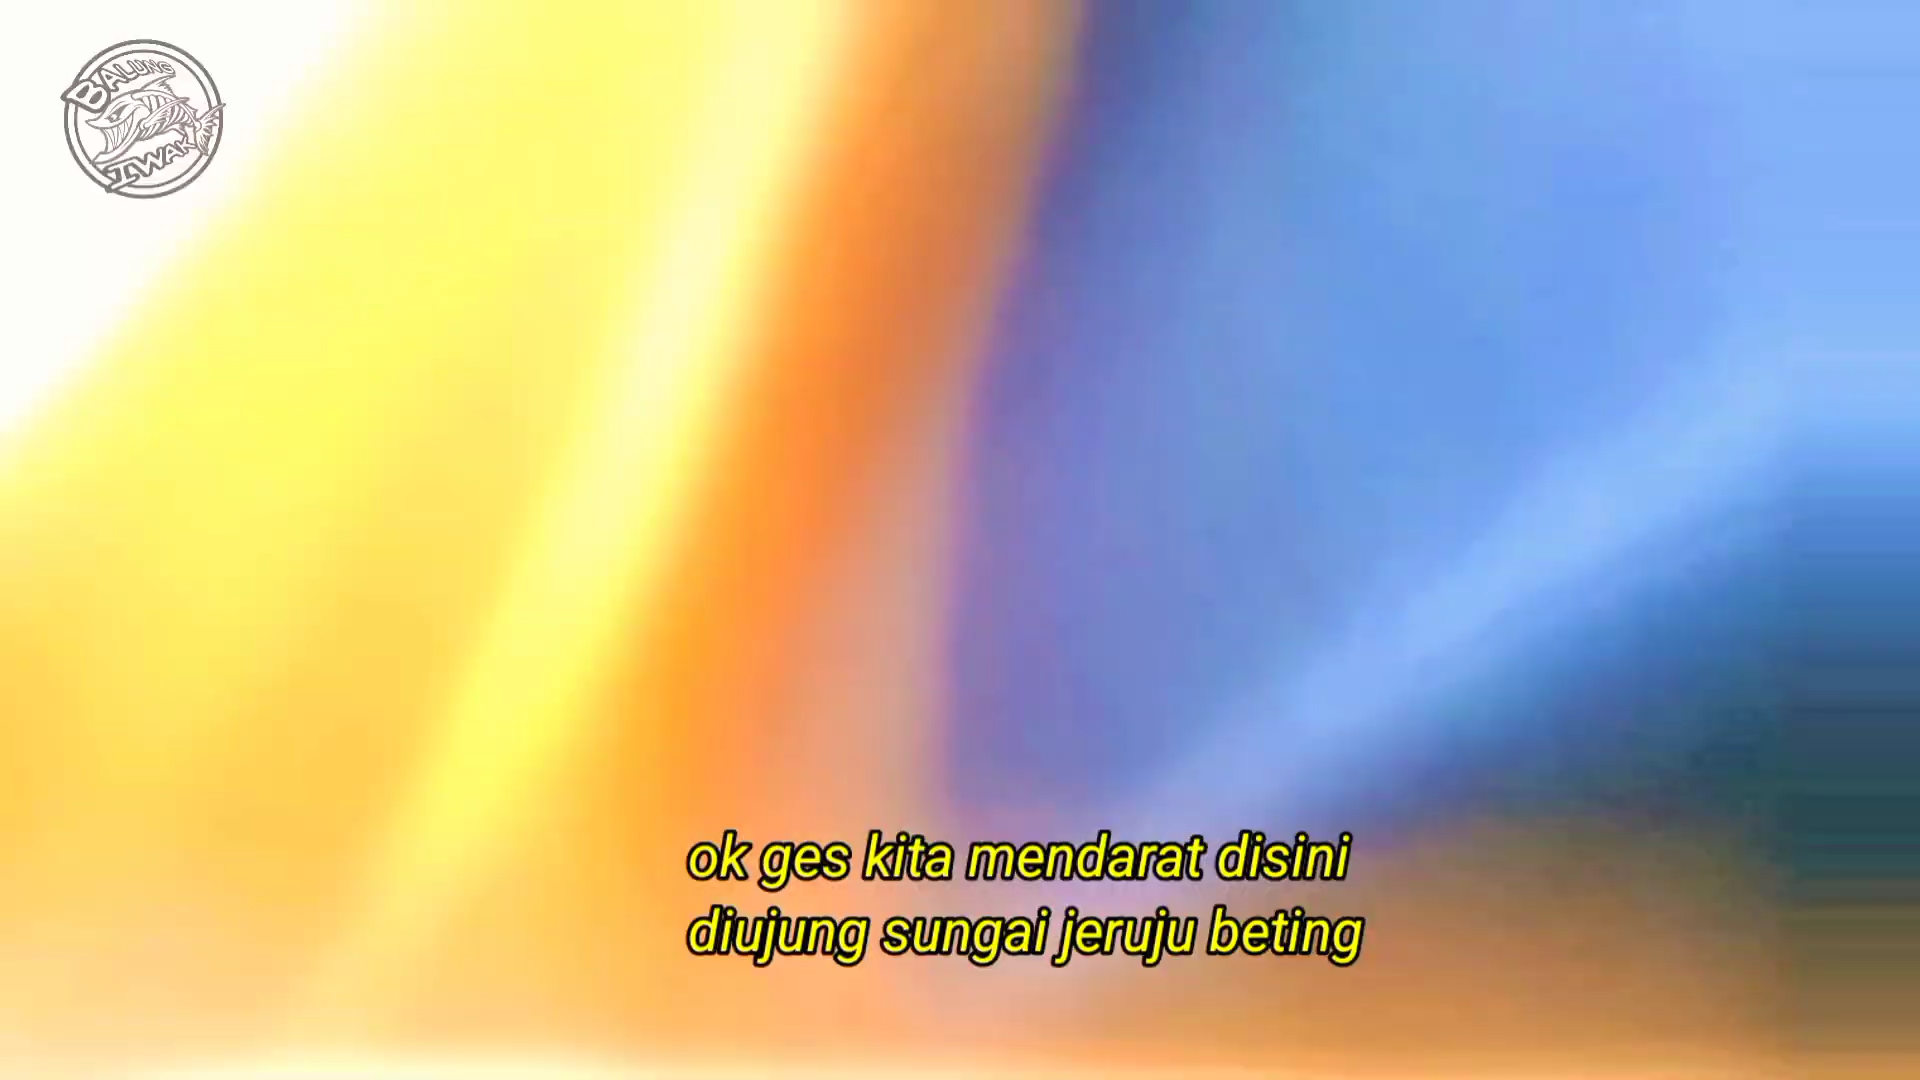 BALUNG
IWAK
ok ges kita mendarat disini
diujung sungai jeruju beting